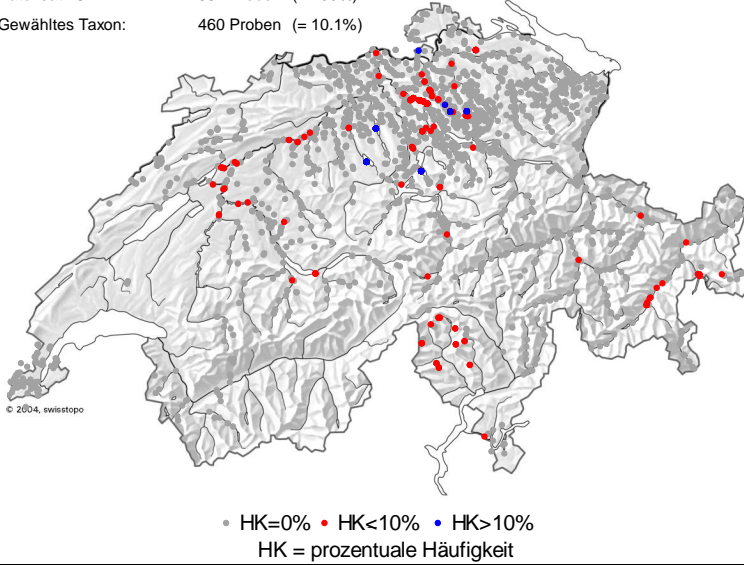 Gewähltes Taxon: 460 Proben (= 10.1%)
© 2004, swisstopo
HK=0% HK<10% HK>10%
HK = prozentuale Häufigkeit